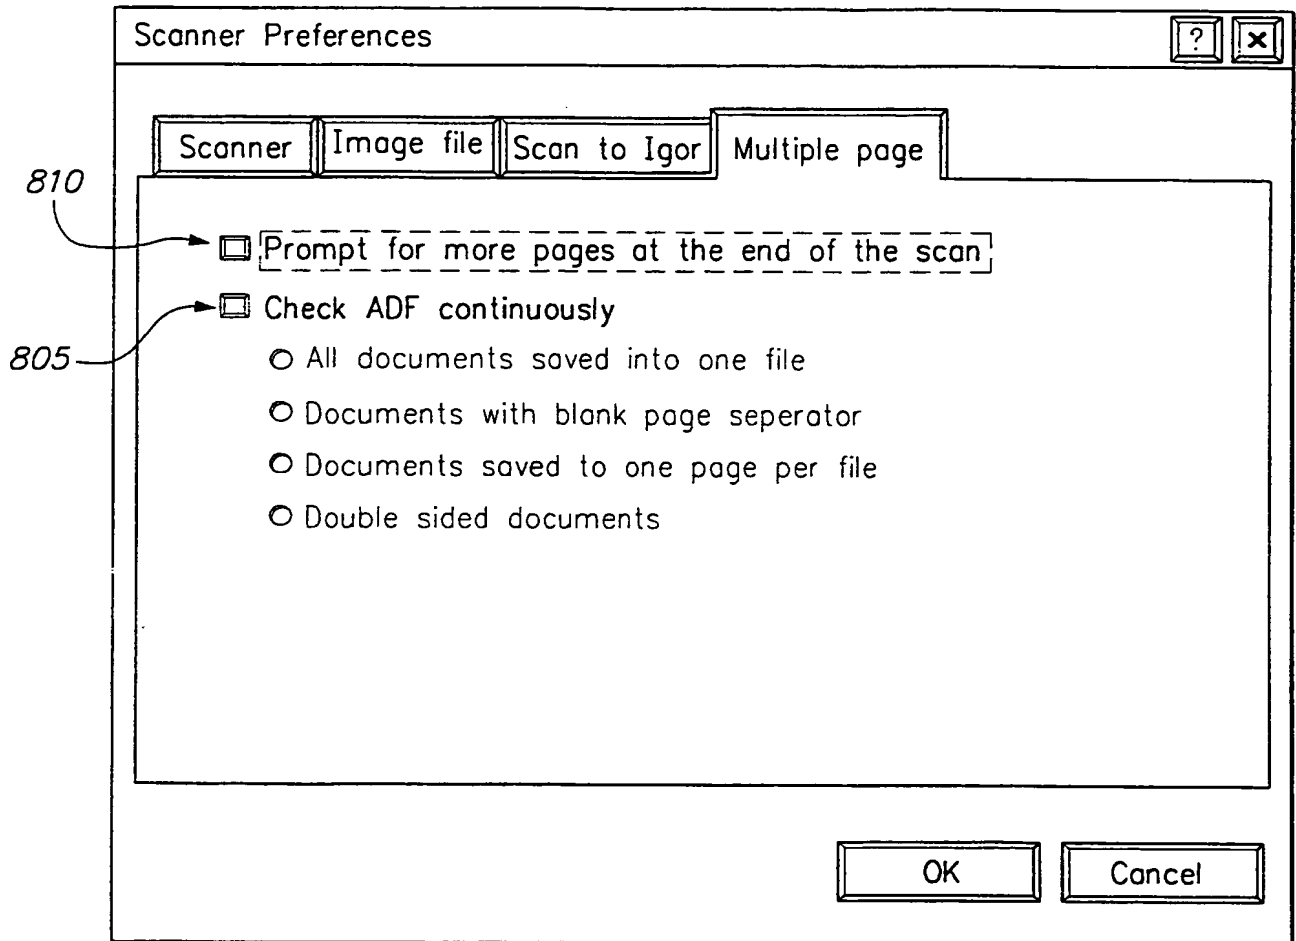 Scanner Preferences ? ×
Scanner Image file Scan to Igor Multiple page
810
Prompt for more pages at the end of the scan
805
Check ADF continuously
All documents saved into one file
Documents with blank page seperator
Documents saved to one page per file
Double sided documents
OK Cancel